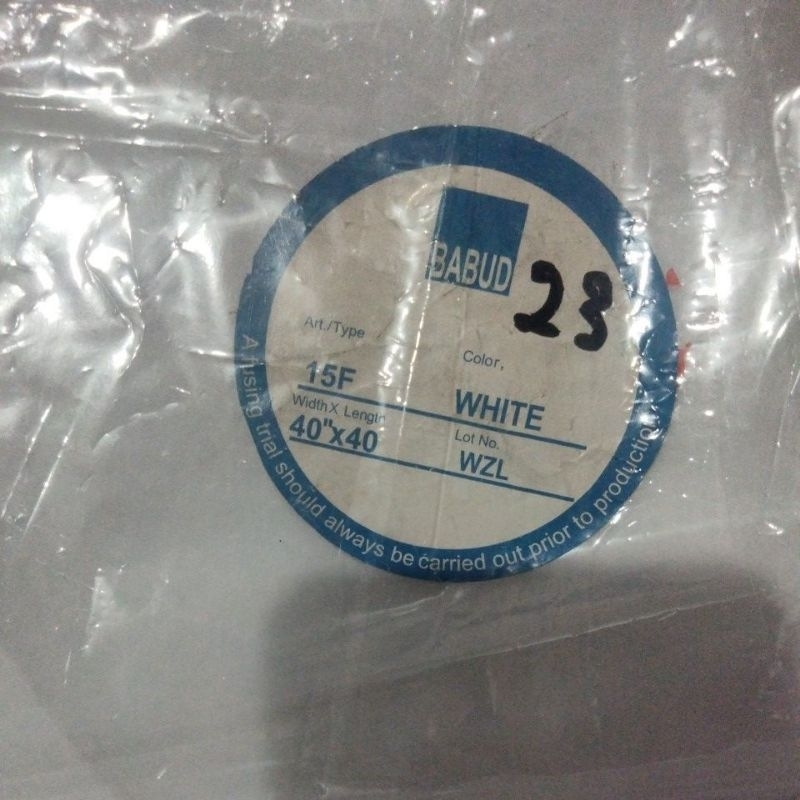 BABUD
23
Art./Type
15F
Color,
WHITE
Width X Length
40"x40
Lot No.
WZL
A fusing trial should always be carried out prior to production